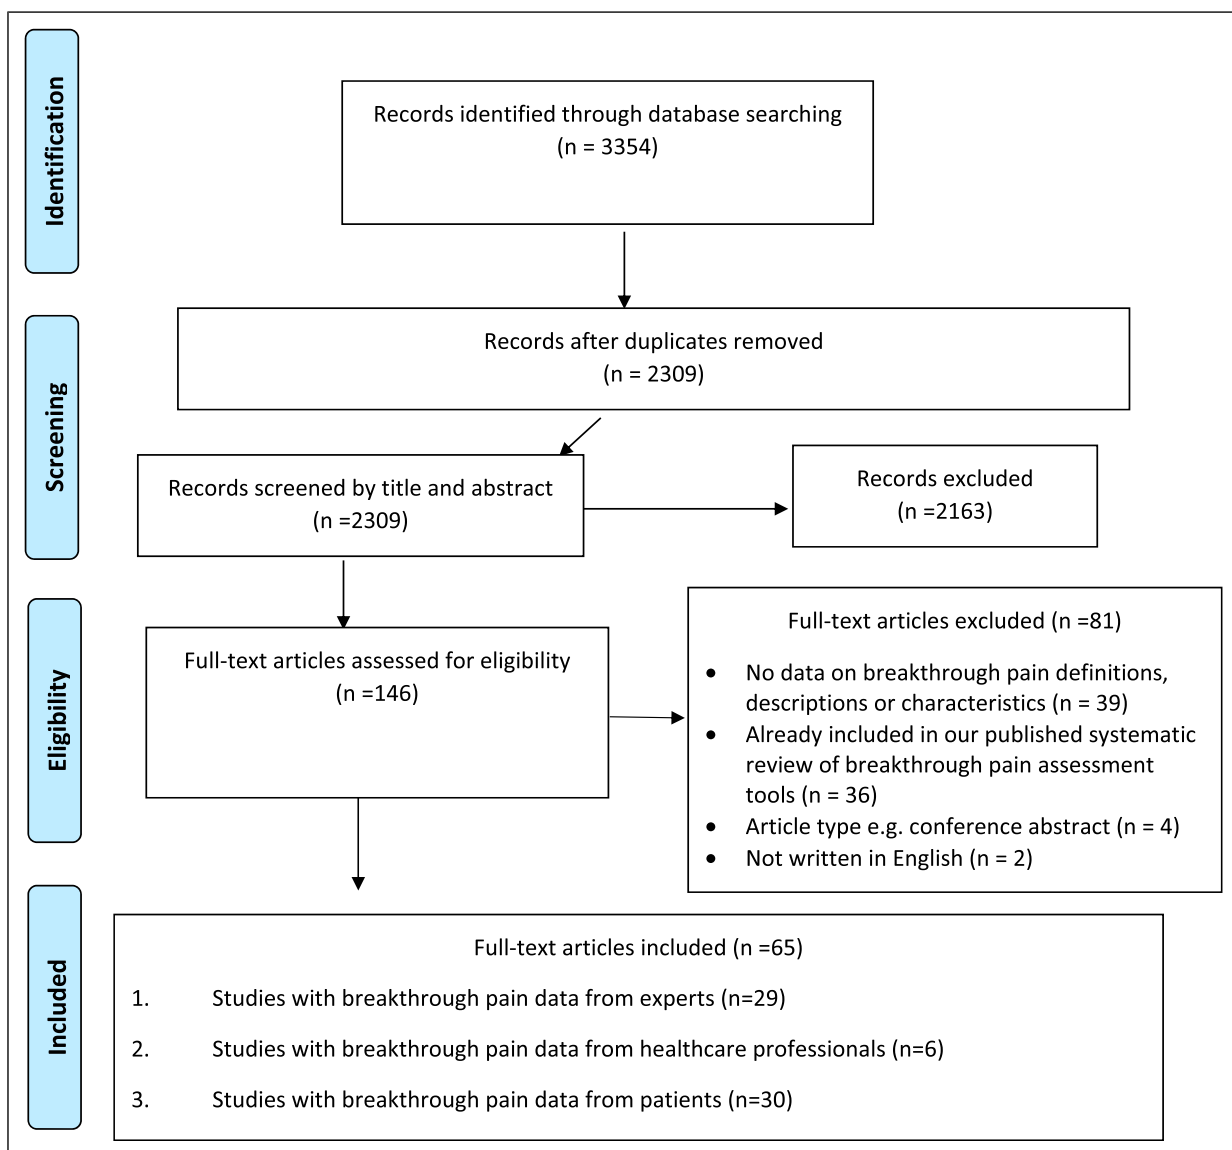 Identification
Records identified through database searching
(n = 3354)
Screening
Records after duplicates removed
(n = 2309)
Records screened by title and abstract
(n =2309)
Records excluded
(n =2163)
Eligibility
Full-text articles assessed for eligibility
(n =146)
Full-text articles excluded (n =81)
• No data on breakthrough pain definitions,
descriptions or characteristics (n = 39)
• Already included in our published systematic
review of breakthrough pain assessment
tools (n = 36)
• Article type e.g. conference abstract (n = 4)
• Not written in English (n = 2)
Included
Full-text articles included (n =65)
1. Studies with breakthrough pain data from experts (n=29)
2. Studies with breakthrough pain data from healthcare professionals (n=6)
3. Studies with breakthrough pain data from patients (n=30)